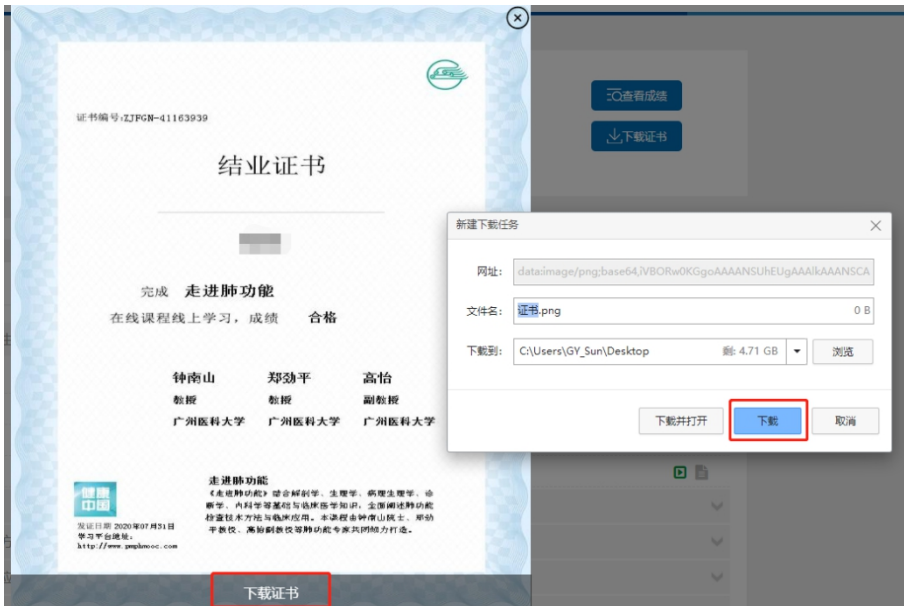 证书编号:ZJFGN-41163939
结业证书
完成 走进肺功能
在线课程线上学习，成绩 合格
钟南山 郑劲平 高怡
教授 教授 副教授
广州医科大学 广州医科大学 广州医科大学
走进肺功能
《走进肺功能》结合解剖学、生理学、病理生理学、诊
断学、内科学等基础与临床医学知识，全面阐述肺功能
检查技术方法与临床应用。本课程由钟南山院士、郑劲
平教授、高怡副教授等肺功能专家共同倾力打造。
健康
中国
发证日期 2020年07月31日
学习平台地址:
http://www.pmphmooc.com
下载证书
查看成绩
下载证书
新建下载任务
网址: data:image/png;base64,iVBORw0KGgoAAAANSUhEUgAAAlkAAANSCA
文件名: 证书.png 0 B
下载到: C:\Users\GY_Sun\Desktop 剩: 4.71 GB 浏览
下载并打开 下载 取消